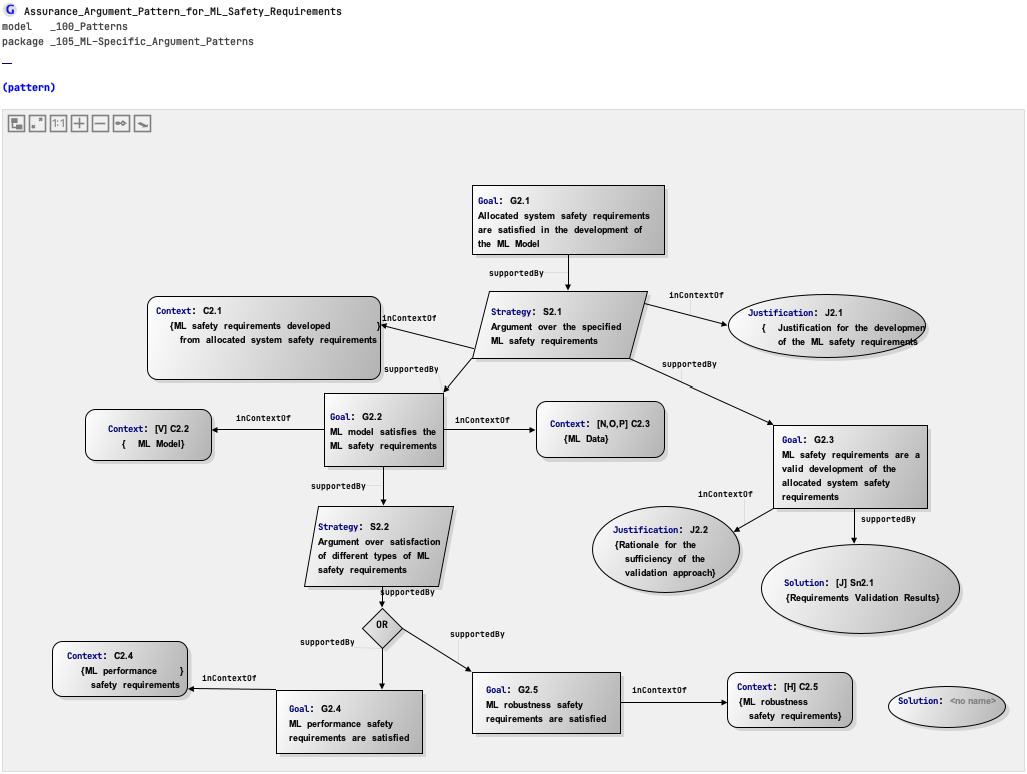 G Assurance_Argument_Pattern_for_ML_Safety_Requirements
model _100_Patterns
package _105_ML-Specific_Argument_Patterns
(pattern)
1:1
Goal: G2.1
Allocated system safety requirements
are satisfied in the development of
the ML Model
supportedBy
Context: C2.1
{ML safety requirements developed }
from allocated system safety requirements
inContextOf
Strategy: S2.1
Argument over the specified
ML safety requirements
inContextOf
Justification: J2.1
{ Justification for the developmen
of the ML safety requirements
supportedBy
supportedBy
Context: [V] C2.2
{ ML Model}
inContextOf
Goal: G2.2
ML model satisfies the
ML safety requirements
inContextOf
Context: [N,O,P] C2.3
{ML Data}
Goal: G2.3
ML safety requirements are a
valid development of the
allocated system safety
requirements
supportedBy
inContextOf
supportedBy
Strategy: S2.2
Argument over satisfaction
of different types of ML
safety requirements
Justification: J2.2
{Rationale for the
sufficiency of the
validation approach}
Solution: [J] Sn2.1
{Requirements Validation Results}
supportedBy
OR
supportedBy
supportedBy
Context: C2.4
{ML performance }
safety requirements
inContextOf
Goal: G2.4
ML performance safety
requirements are satisfied
Goal: G2.5
ML robustness safety
requirements are satisfied
inContextOf
Context: [H] C2.5
{ML robustness
safety requirements}
Solution: <no name>